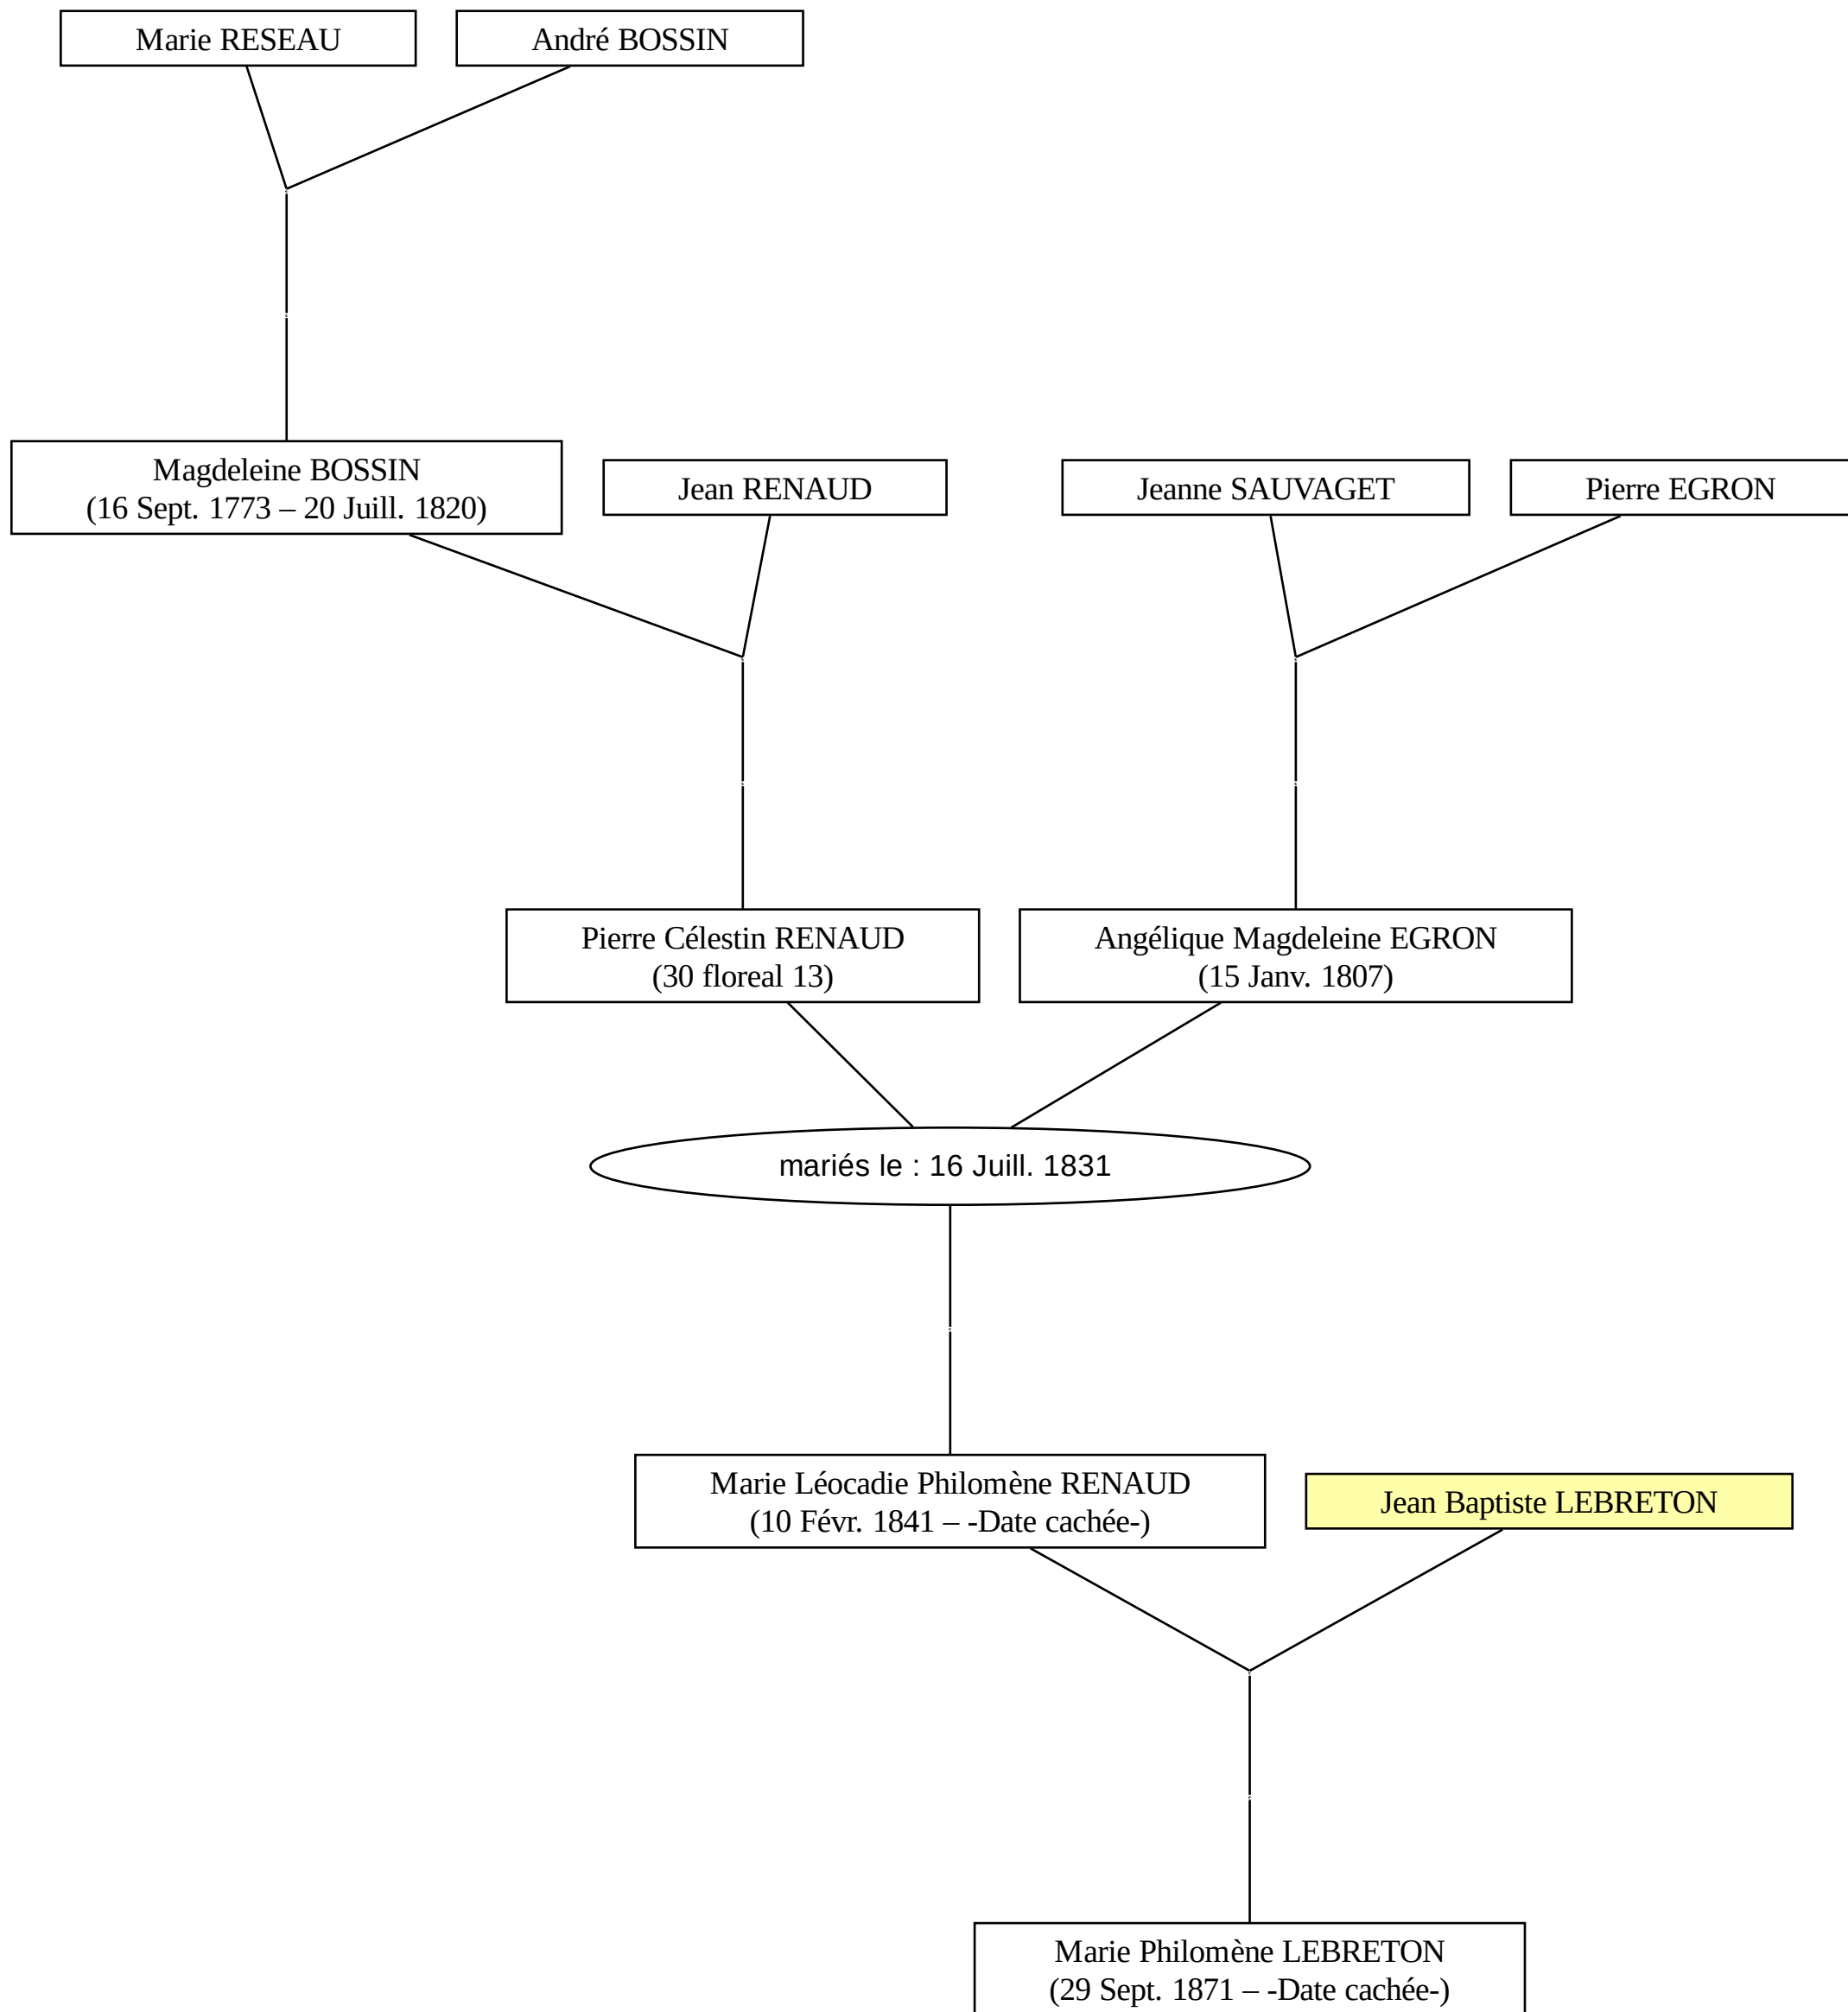 Marie RESEAU
André BOSSIN
Magdeleine BOSSIN
(16 Sept. 1773 – 20 Juill. 1820)
Jean RENAUD
Jeanne SAUVAGET
Pierre EGRON
Pierre Célestin RENAUD
(30 floreal 13)
Angélique Magdeleine EGRON
(15 Janv. 1807)
mariés le : 16 Juill. 1831
Marie Léocadie Philomène RENAUD
(10 Févr. 1841 – -Date cachée-)
Jean Baptiste LEBRETON
Marie Philomène LEBRETON
(29 Sept. 1871 – -Date cachée-)